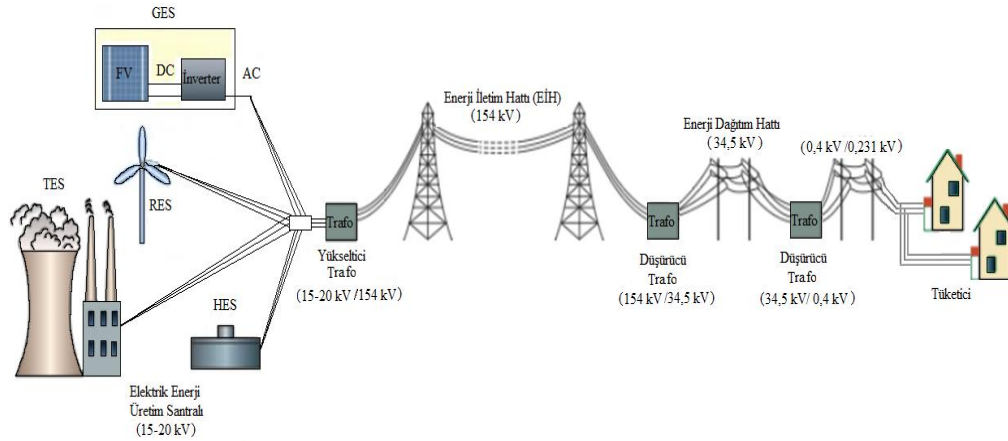 GES
FV
DC
İnverter
AC
RES
TES
HES
Elektrik Enerji
Üretim Santralı
(15-20 kV)
Trafo
Yükseltici
Trafo
(15-20 kV /154 kV)
Enerji İletim Hattı (EİH)
(154 kV)
Trafo
Düşürücü
Trafo
(154 kV/34,5 kV)
Enerji Dağıtım Hattı
(34,5 kV)
Trafo
Düşürücü
Trafo
(34,5 kV/ 0,4 kV)
(0,4 kV /0,231 kV)
Tüketici